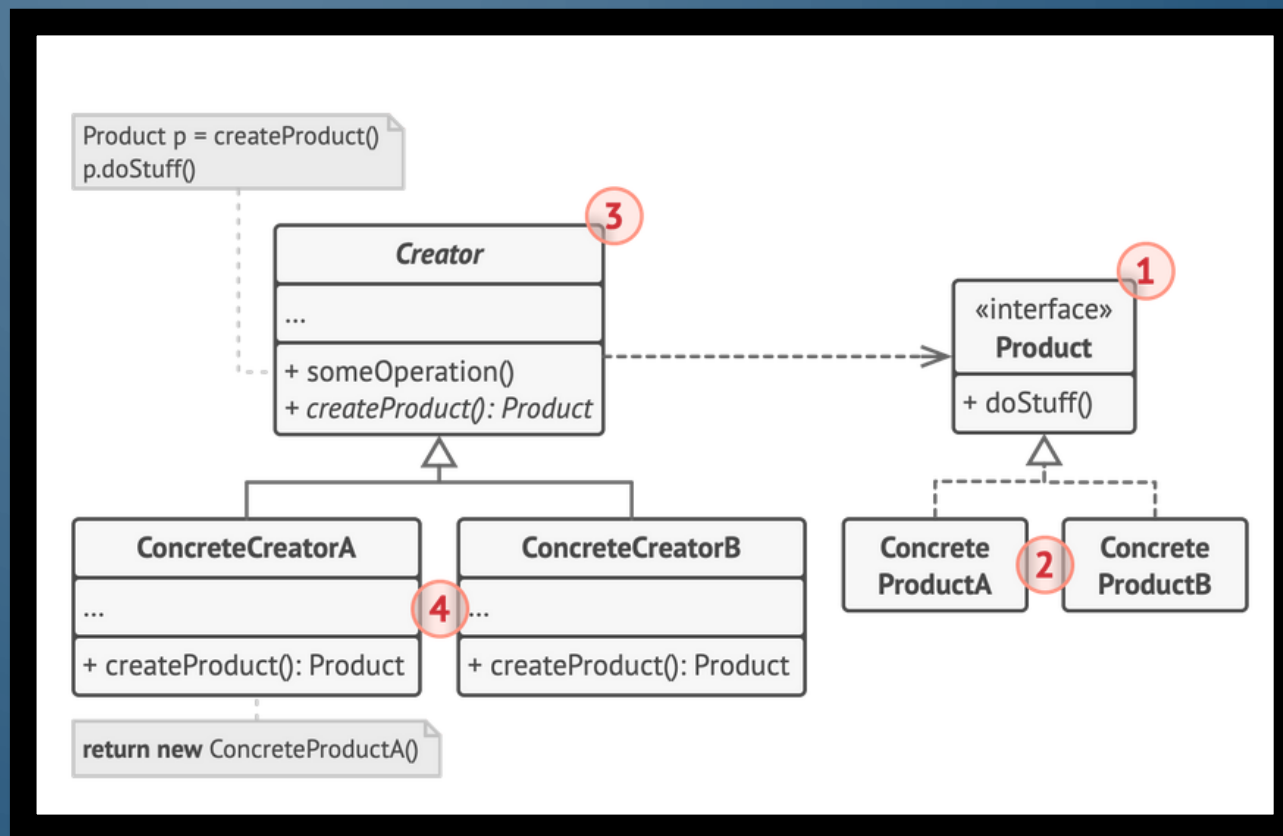 Product p = createProduct()
p.doStuff()
3
Creator
...
+ someOperation()
+ createProduct(): Product
1
«interface»
Product
+ doStuff()
ConcreteCreatorA
...
+ createProduct(): Product
4
ConcreteCreatorB
...
+ createProduct(): Product
Concrete
ProductA
2
Concrete
ProductB
return new ConcreteProductA()